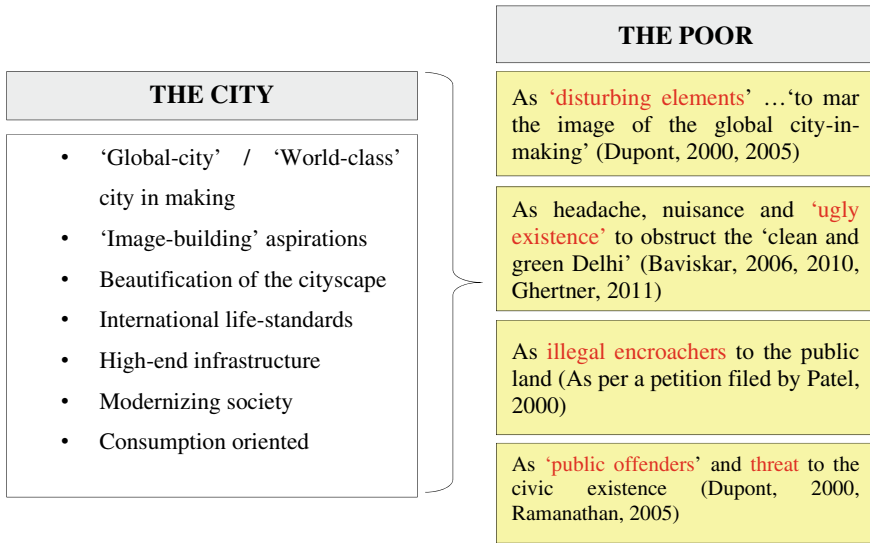 THE CITY
• ‘Global-city’ / ‘World-class’
city in making
• ‘Image-building’ aspirations
• Beautification of the cityscape
• International life-standards
• High-end infrastructure
• Modernizing society
• Consumption oriented
THE POOR
As ‘disturbing elements’ …‘to mar
the image of the global city-in-
making’ (Dupont, 2000, 2005)
As headache, nuisance and ‘ugly
existence’ to obstruct the ‘clean and
green Delhi’ (Baviskar, 2006, 2010,
Ghertner, 2011)
As illegal encroachers to the public
land (As per a petition filed by Patel,
2000)
As ‘public offenders’ and threat to the
civic existence (Dupont, 2000,
Ramanathan, 2005)